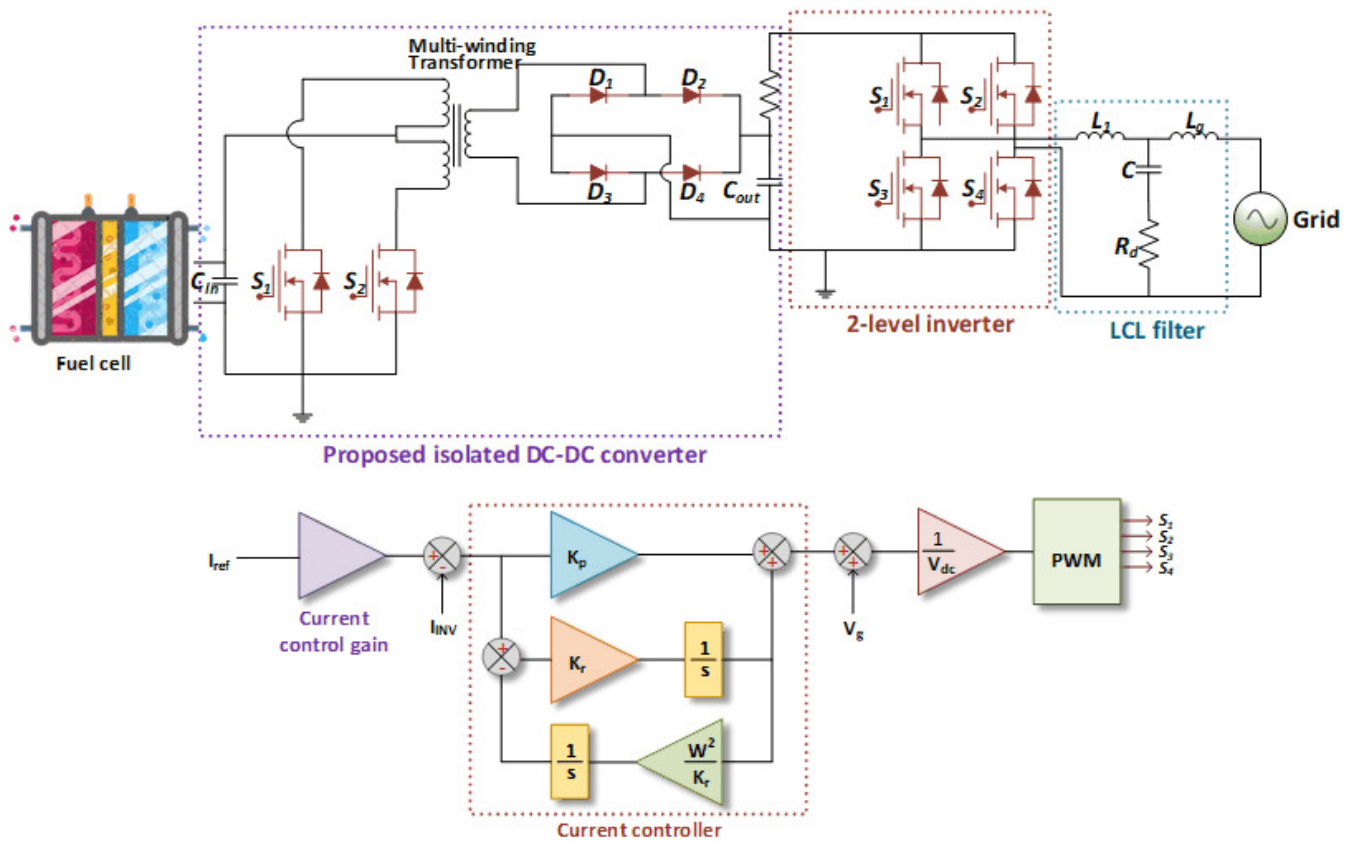 Multi-winding
Transformer
D1
D2
D3
D4
Cout
S1
S2
S3
S4
L1
Lg
C
Rd
Grid
Cin
S1
S2
Fuel cell
2-level inverter
LCL filter
Proposed isolated DC-DC converter
Iref
Current
control gain
+
-
IINV
Kp
+
+
+
+
Vg
1
Vdc
PWM
S1
S2
S3
S4
+
-
Kr
1
s
1
s
W²
Kr
Current controller